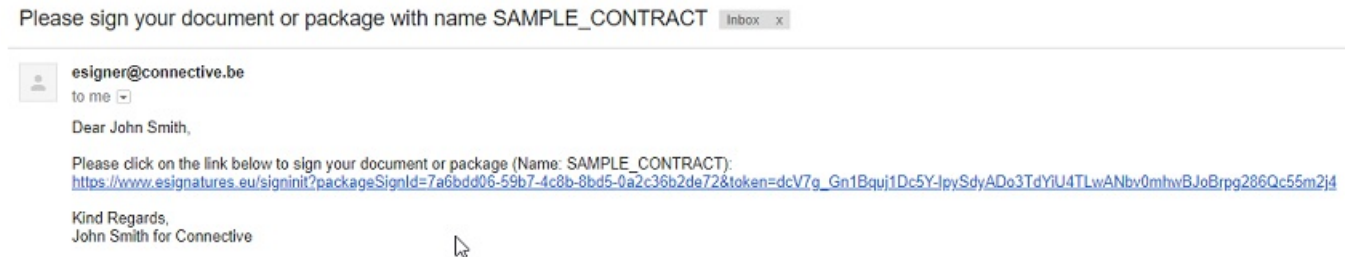 Please sign your document or package with name SAMPLE_CONTRACT Inbox x
esigner@connective.be
to me
Dear John Smith,
Please click on the link below to sign your document or package (Name: SAMPLE_CONTRACT):
https://www.esignatures.eu/signinit?packageSignId=7a6bdd06-59b7-4c8b-8bd5-0a2c36b2de72&token=dcV7g_Gn1Bquj1Dc5Y-IpySdyADo3TdYiU4TLwANbv0mhwBJoBrpg286Qc55m2j4
Kind Regards,
John Smith for Connective